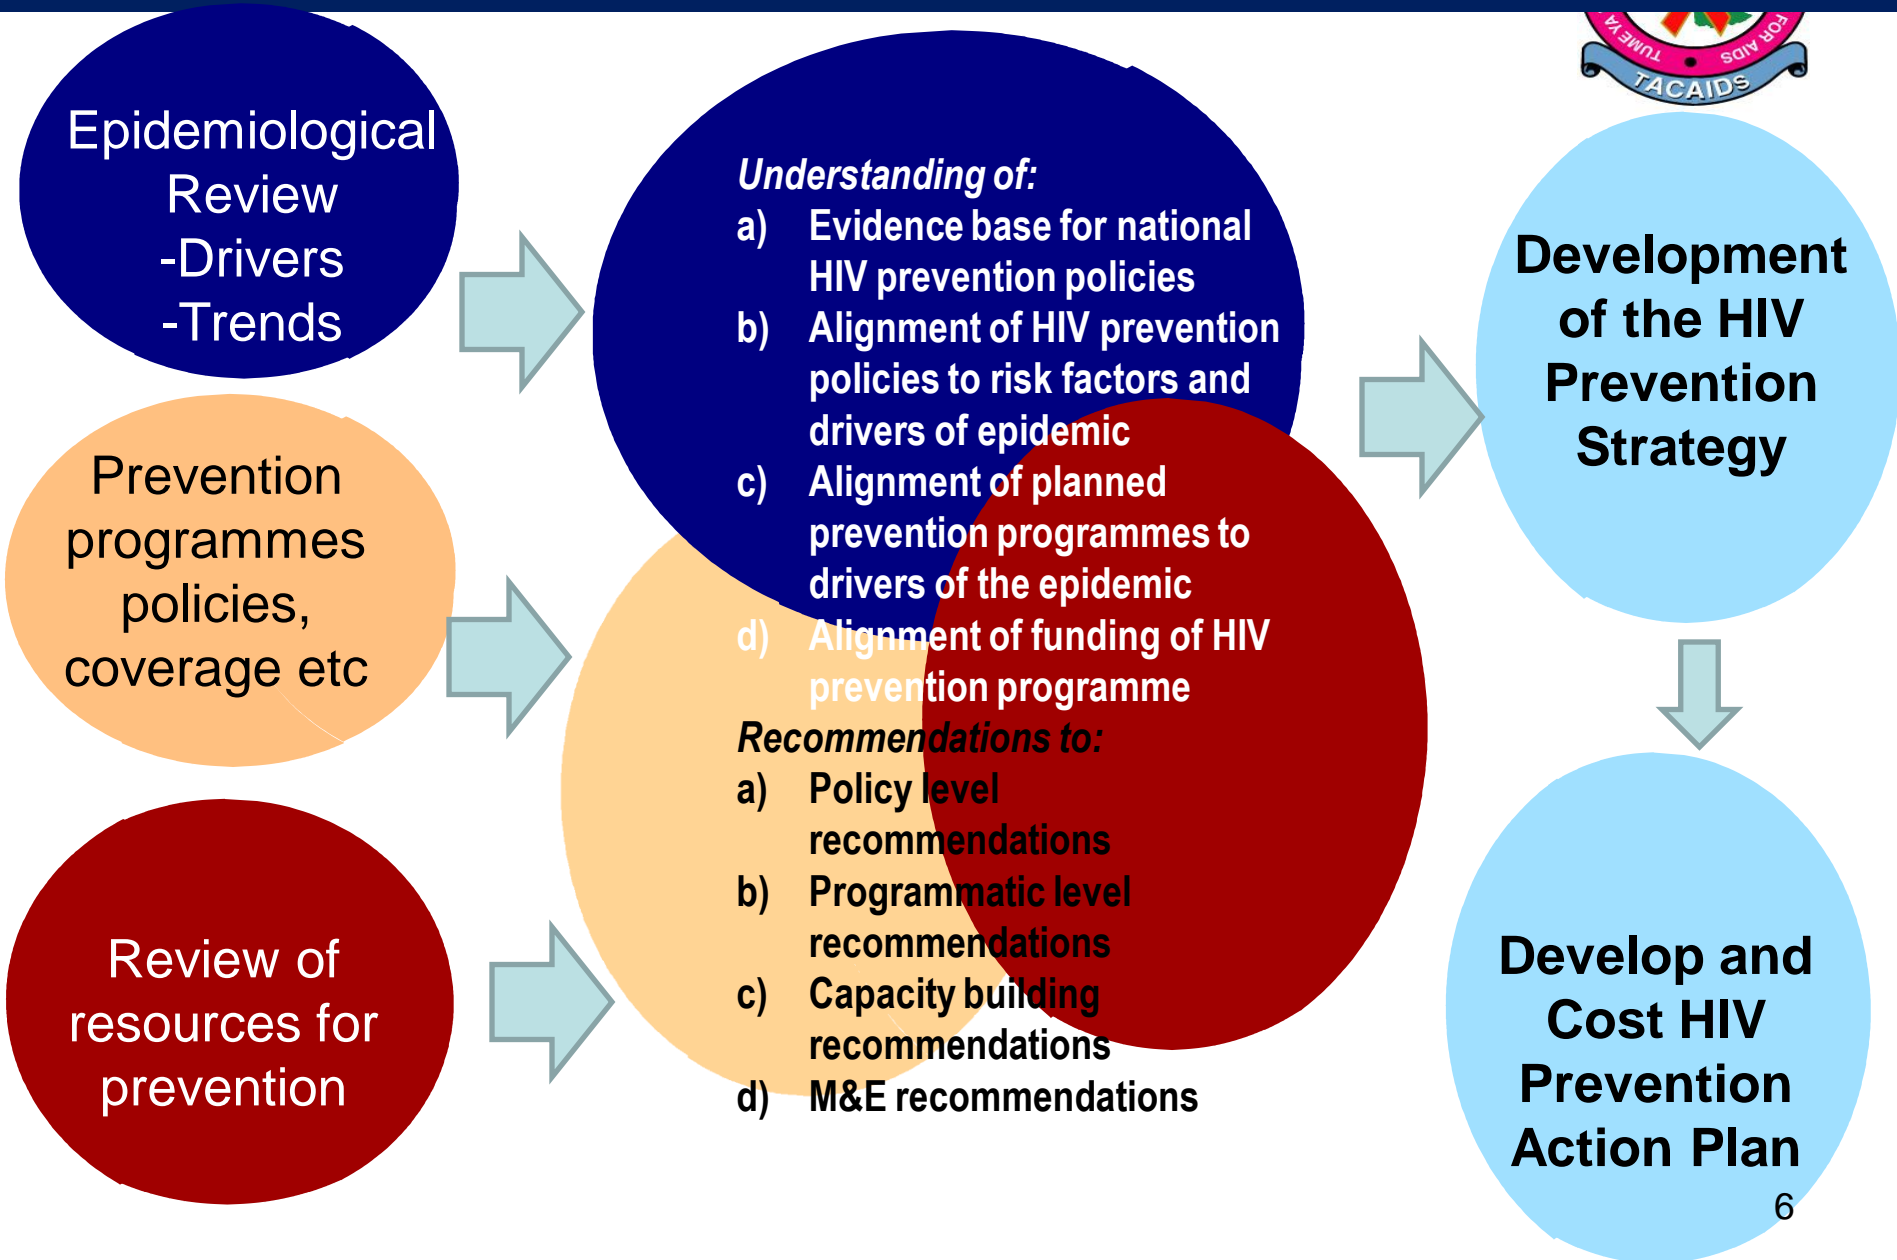 TUME YA
FOR AIDS
TACAIDS
Epidemiological
Review
-Drivers
-Trends
Prevention
programmes
policies,
coverage etc
Review of
resources for
prevention
Understanding of:
a) Evidence base for national
HIV prevention policies
b) Alignment of HIV prevention
policies to risk factors and
drivers of epidemic
c) Alignment of planned
prevention programmes to
drivers of the epidemic
d) Alignment of funding of HIV
prevention programme
Recommendations to:
a) Policy level
recommendations
b) Programmatic level
recommendations
c) Capacity building
recommendations
d) M&E recommendations
Development
of the HIV
Prevention
Strategy
Develop and
Cost HIV
Prevention
Action Plan
6